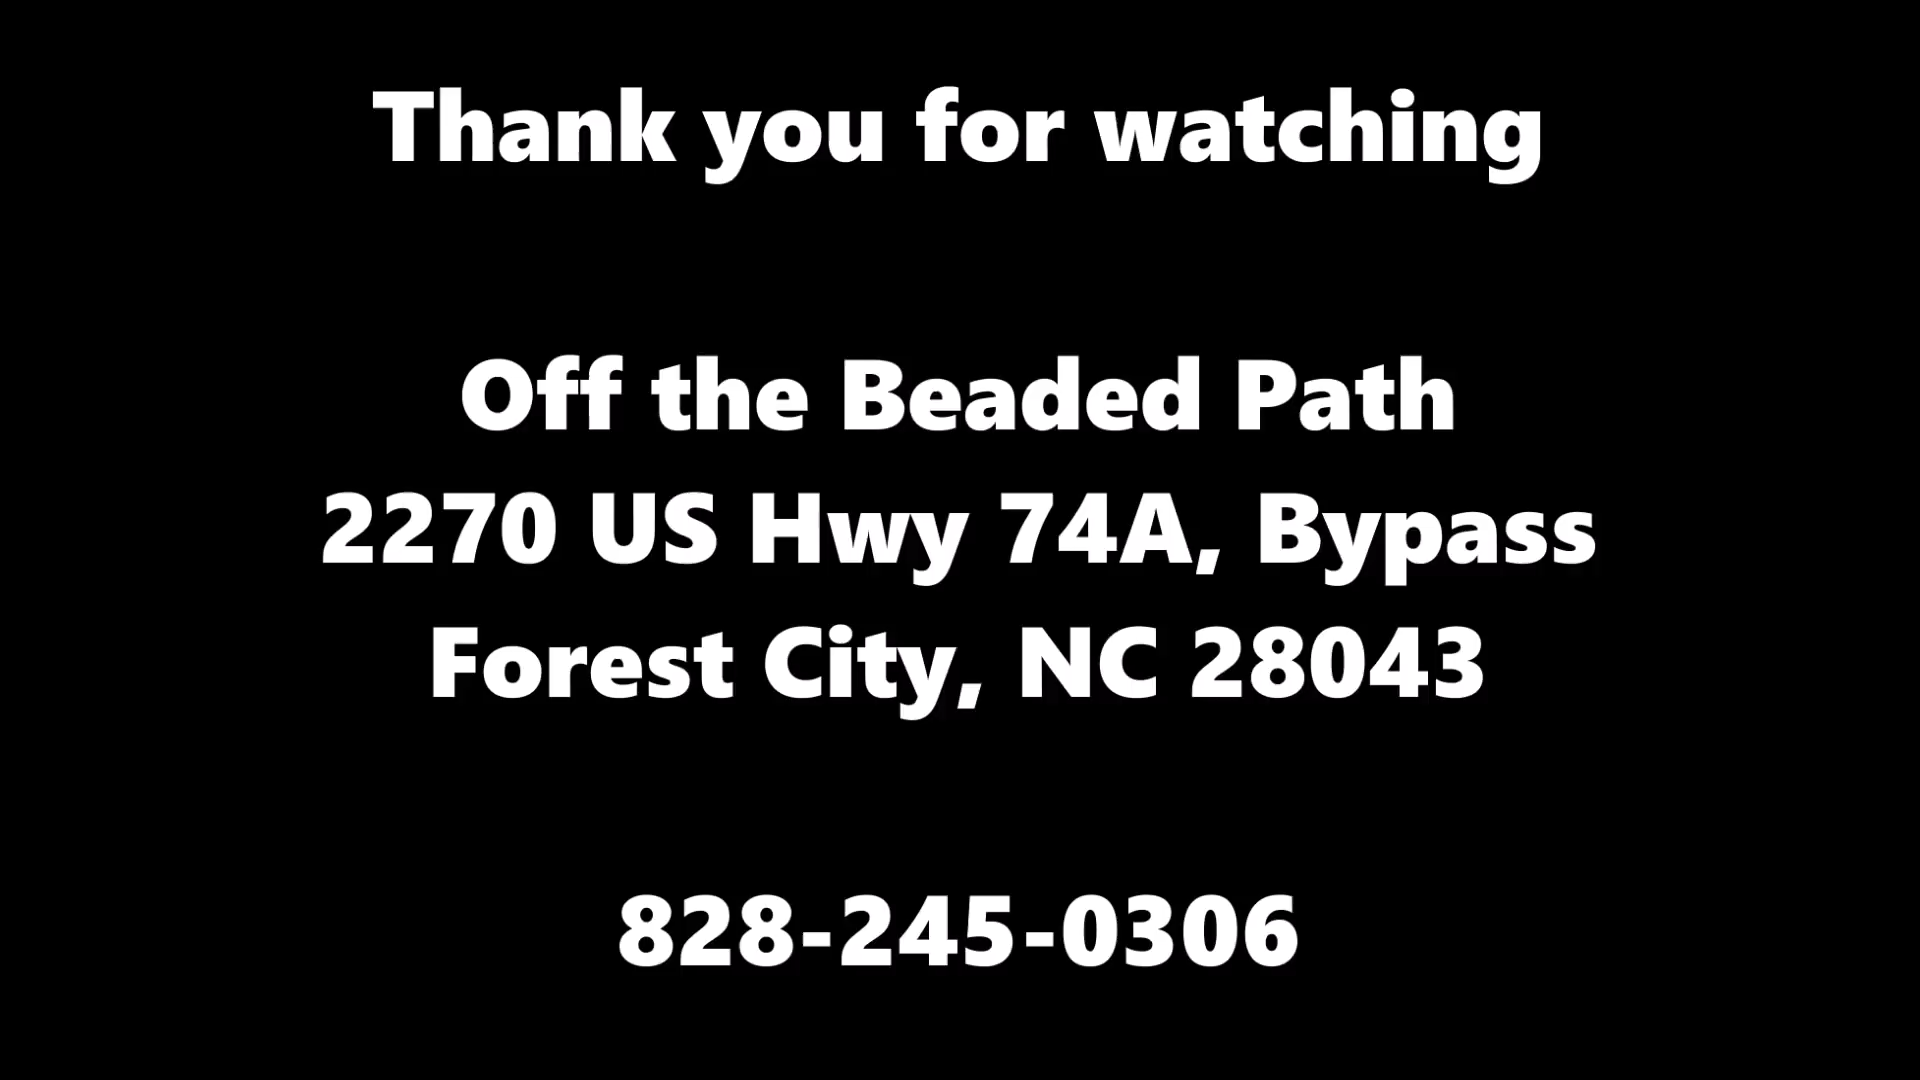 Thank you for watching
Off the Beaded Path
2270 US Hwy 74A, Bypass
Forest City, NC 28043
828-245-0306